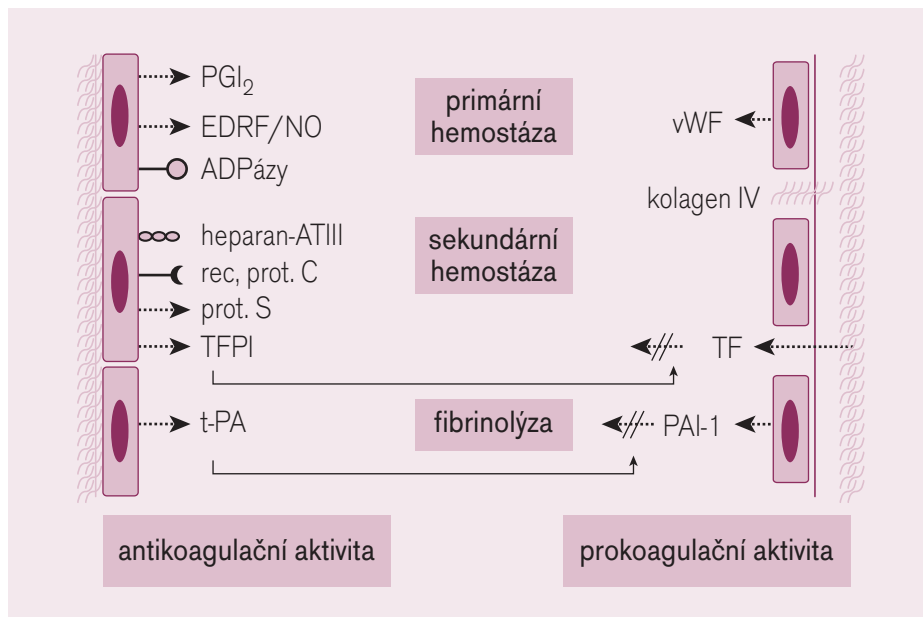 PGI2
EDRF/NO
ADPázy
primární
hemostáza
vWF
kolagen IV
heparan-ATIII
rec, prot. C
prot. S
TFPI
sekundární
hemostáza
TF
t-PA
fibrinolýza
PAI-1
antikoagulační aktivita
prokoagulační aktivita